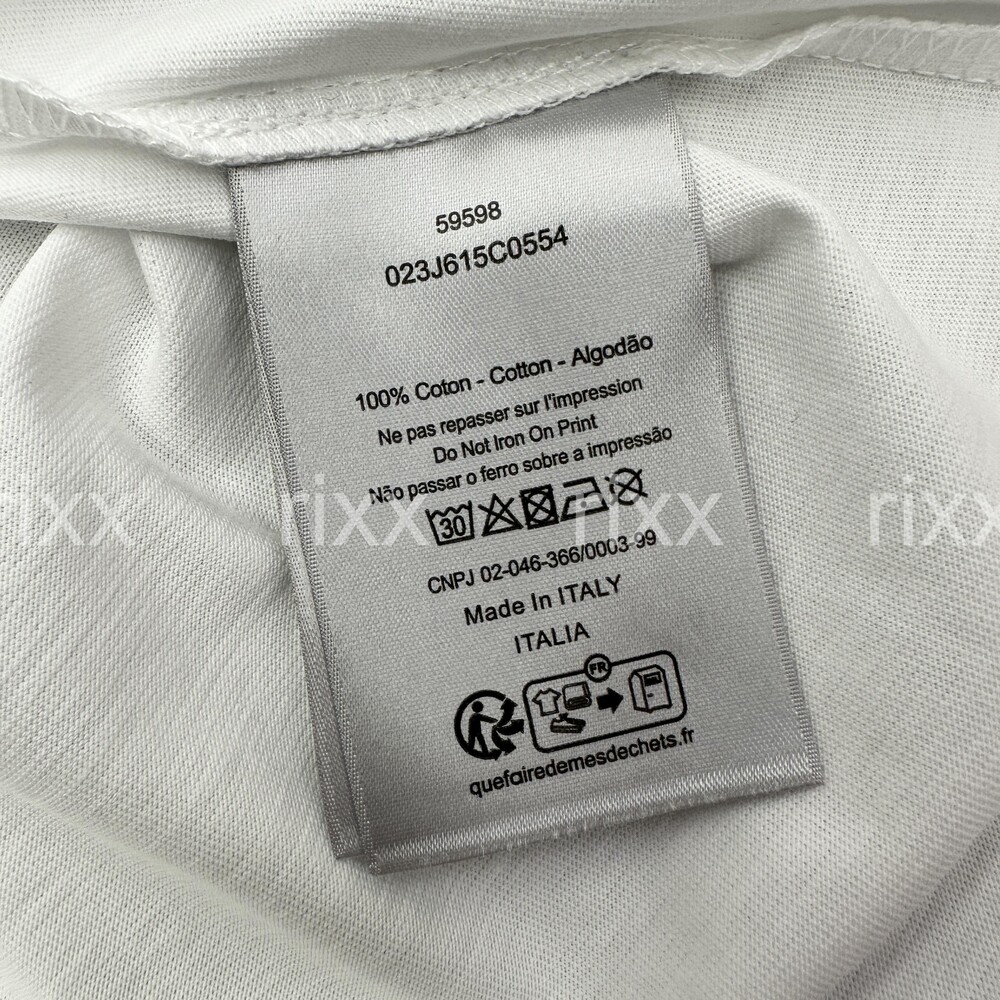 59598
023J615C0554
100% Coton - Cotton - Algodão
Ne pas repasser sur l'impression
Do Not Iron On Print
Não passar o ferro sobre a impressão
30
rixx rixx rixx rixx
CNPJ 02-046-366/0003-99
Made In ITALY
ITALIA
FR
quefairedemesdechets.fr